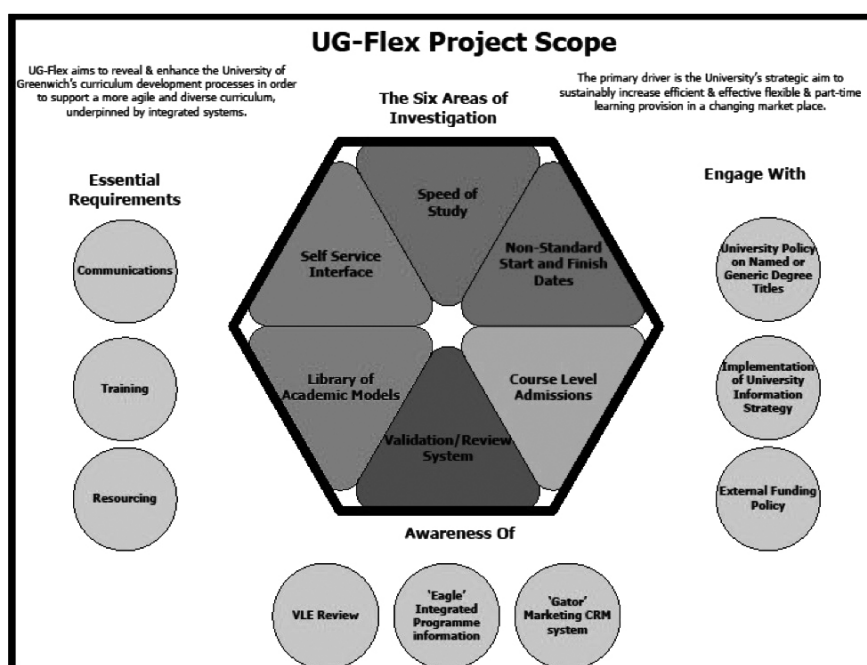 UG-Flex Project Scope
UG-Flex aims to reveal & enhance the University of
Greenwich's curriculum development processes in order
to support a more agile and diverse curriculum,
underpinned by integrated systems.
The primary driver is the University's strategic aim to
sustainably increase efficient & effective flexible & part-time
learning provision in a changing market place.
The Six Areas of
Investigation
Essential
Requirements
Communications
Training
Resourcing
Speed of
Study
Self Service
Interface
Non-Standard
Start and Finish
Dates
Library of
Academic Models
Course Level
Admissions
Validation/Review
System
Engage With
University Policy
on Named or
Generic Degree
Titles
Implementation
of University
Information
Strategy
External Funding
Policy
Awareness Of
VLE Review
'Eagle'
Integrated
Programme
information
'Gator'
Marketing CRM
system